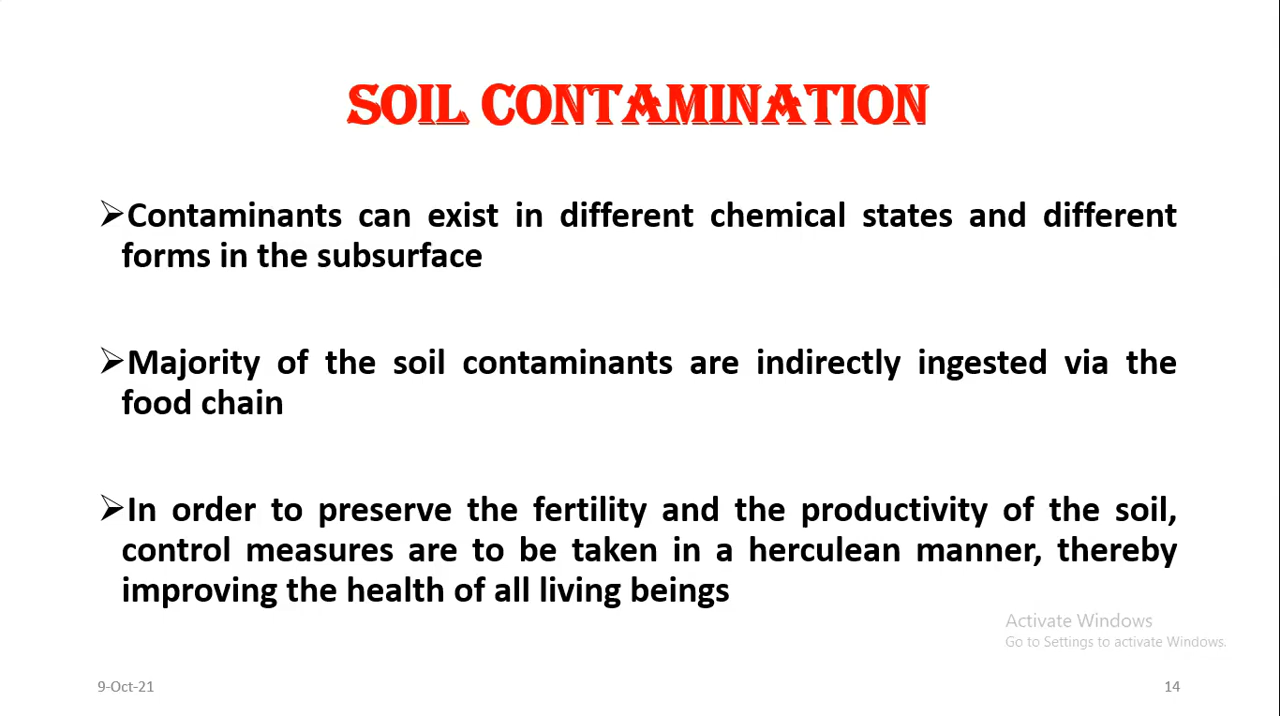 SOIL CONTAMINATION
➢Contaminants can exist in different chemical states and different
forms in the subsurface
➢Majority of the soil contaminants are indirectly ingested via the
food chain
➢In order to preserve the fertility and the productivity of the soil,
control measures are to be taken in a herculean manner, thereby
improving the health of all living beings
Activate Windows
Go to Settings to activate Windows.
9-Oct-21
14